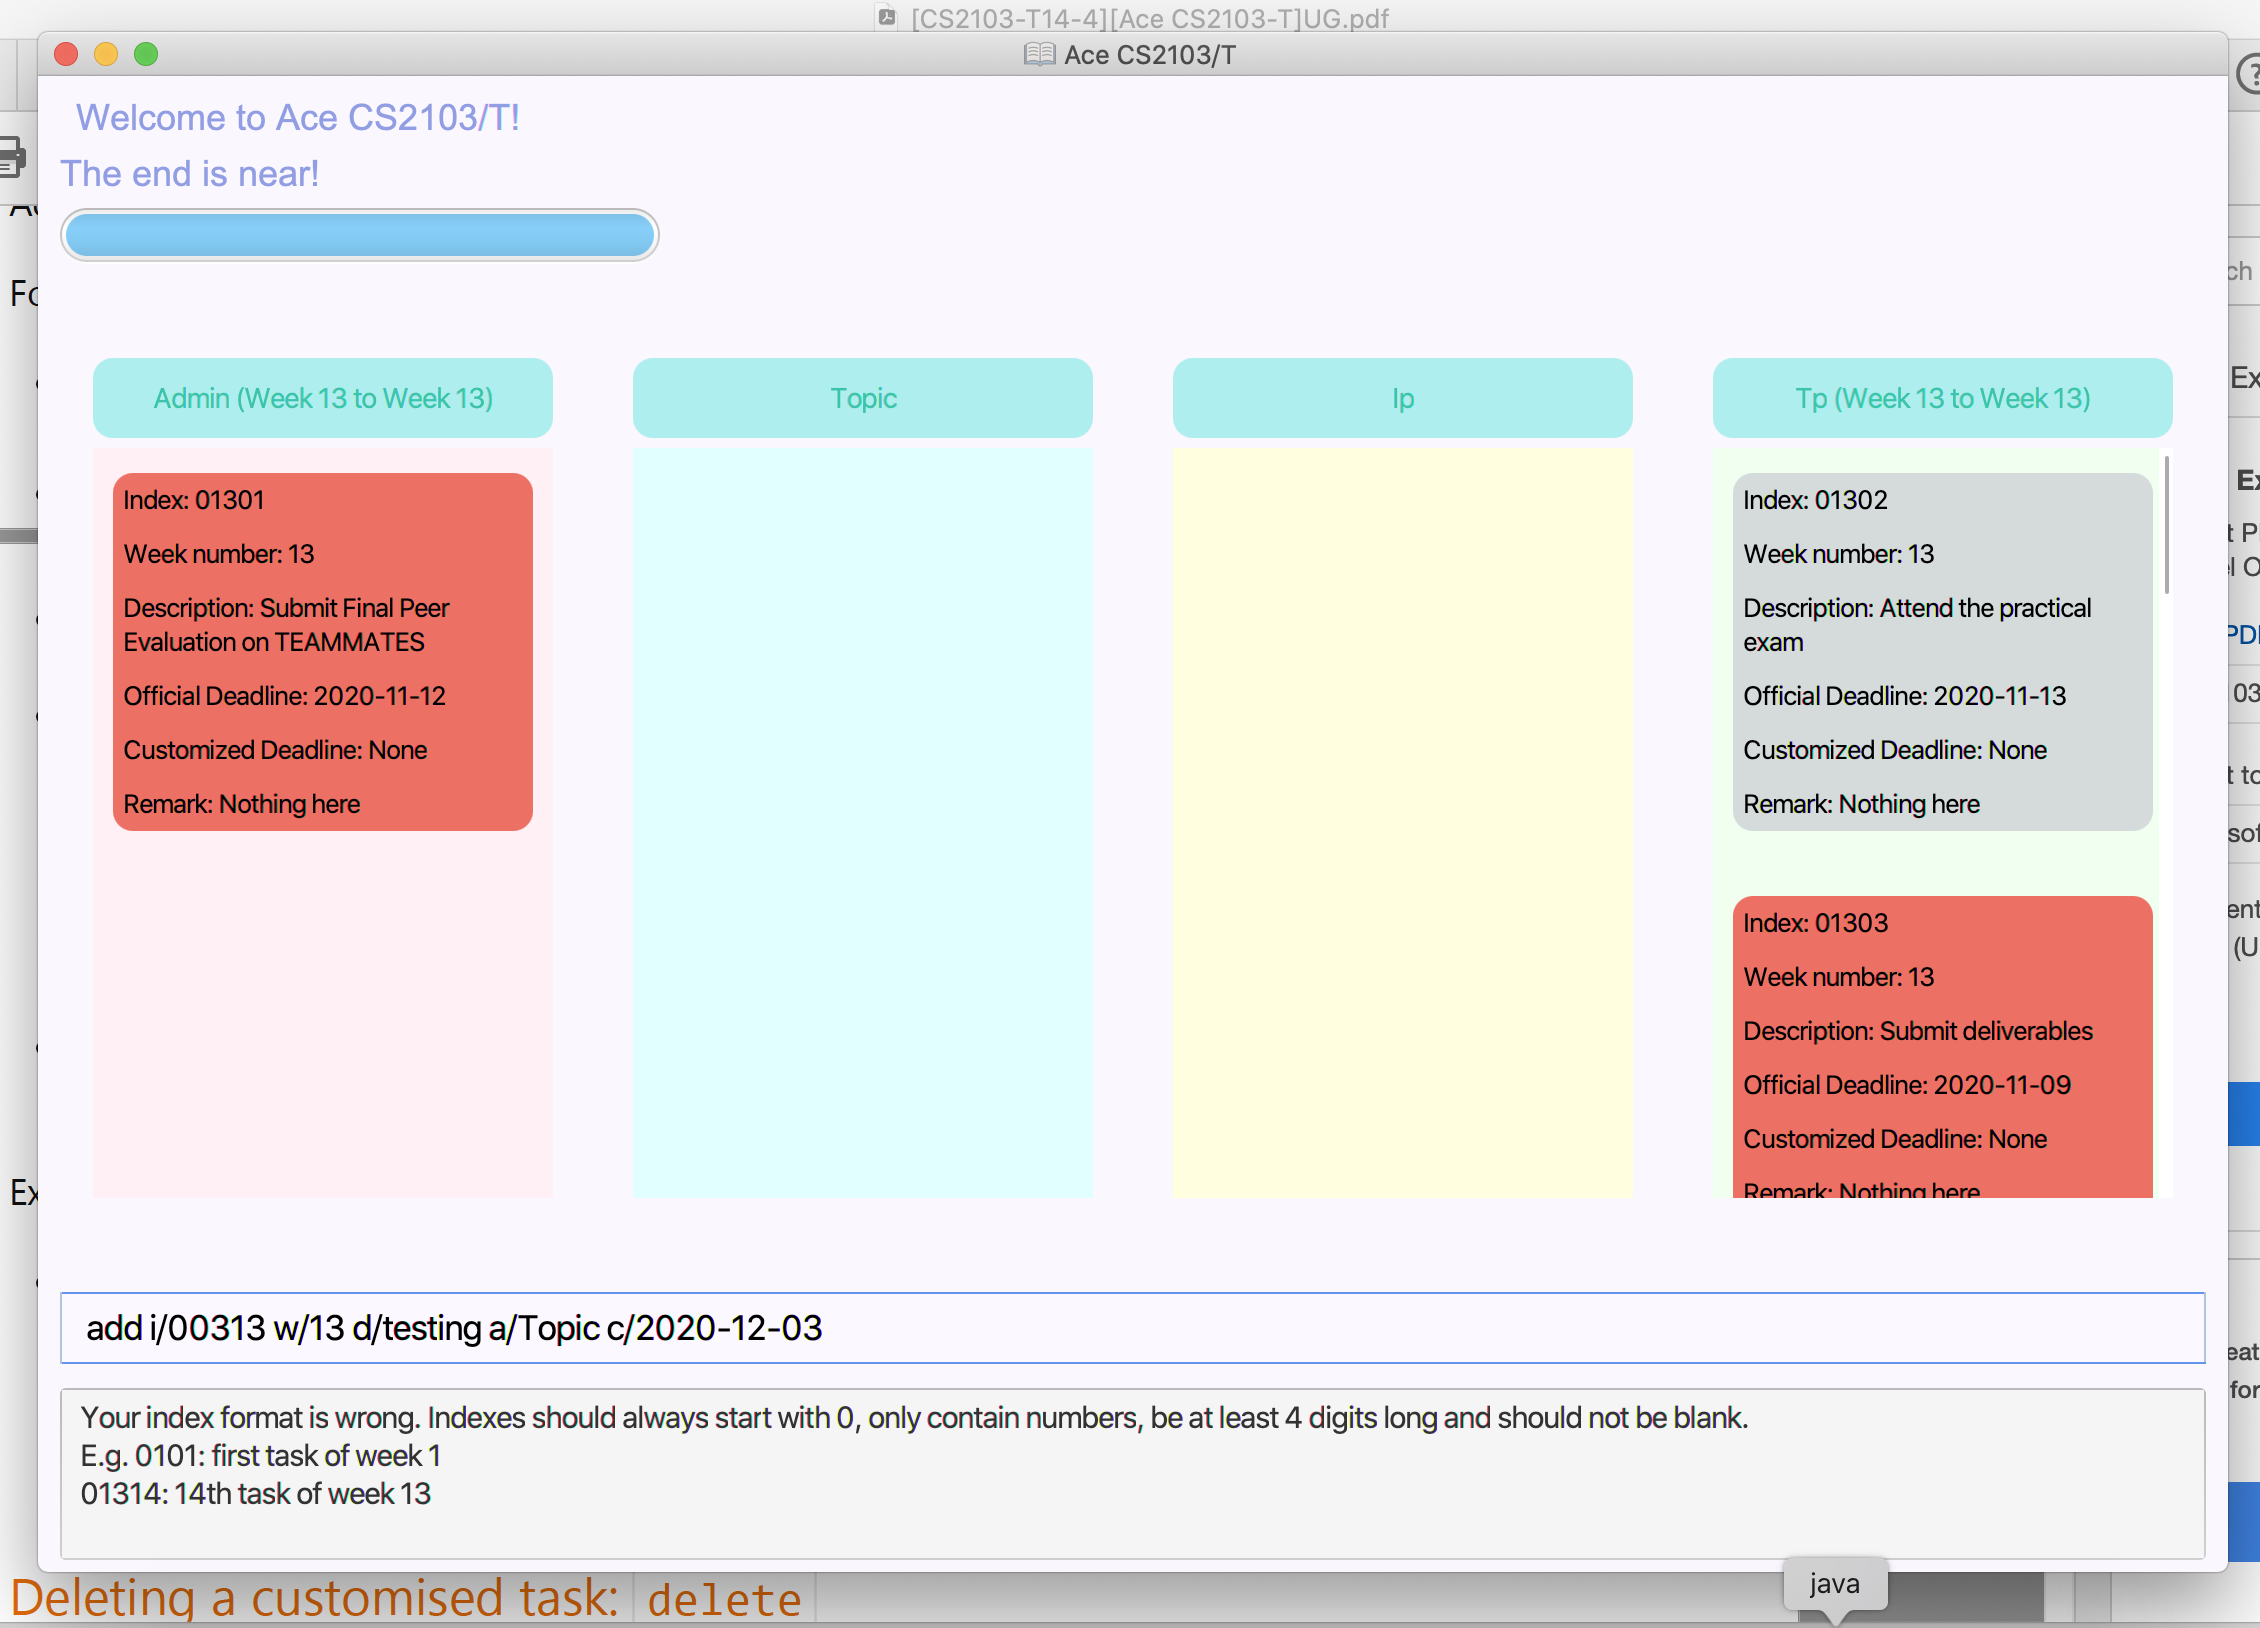 [CS2103-T14-4][Ace CS2103-T]UG.pdf
Ace CS2103/T
Welcome to Ace CS2103/T!
The end is near!
Admin (Week 13 to Week 13)
Topic
Ip
Tp (Week 13 to Week 13)
Index: 01301
Week number: 13
Description: Submit Final Peer
Evaluation on TEAMMATES
Official Deadline: 2020-11-12
Customized Deadline: None
Remark: Nothing here
Index: 01302
Week number: 13
Description: Attend the practical
exam
Official Deadline: 2020-11-13
Customized Deadline: None
Remark: Nothing here
Index: 01303
Week number: 13
Description: Submit deliverables
Official Deadline: 2020-11-09
Customized Deadline: None
Remark: Nothing here
add i/00313 w/13 d/testing a/Topic c/2020-12-03
Your index format is wrong. Indexes should always start with 0, only contain numbers, be at least 4 digits long and should not be blank.
E.g. 0101: first task of week 1
01314: 14th task of week 13
Deleting a customised task: delete
java